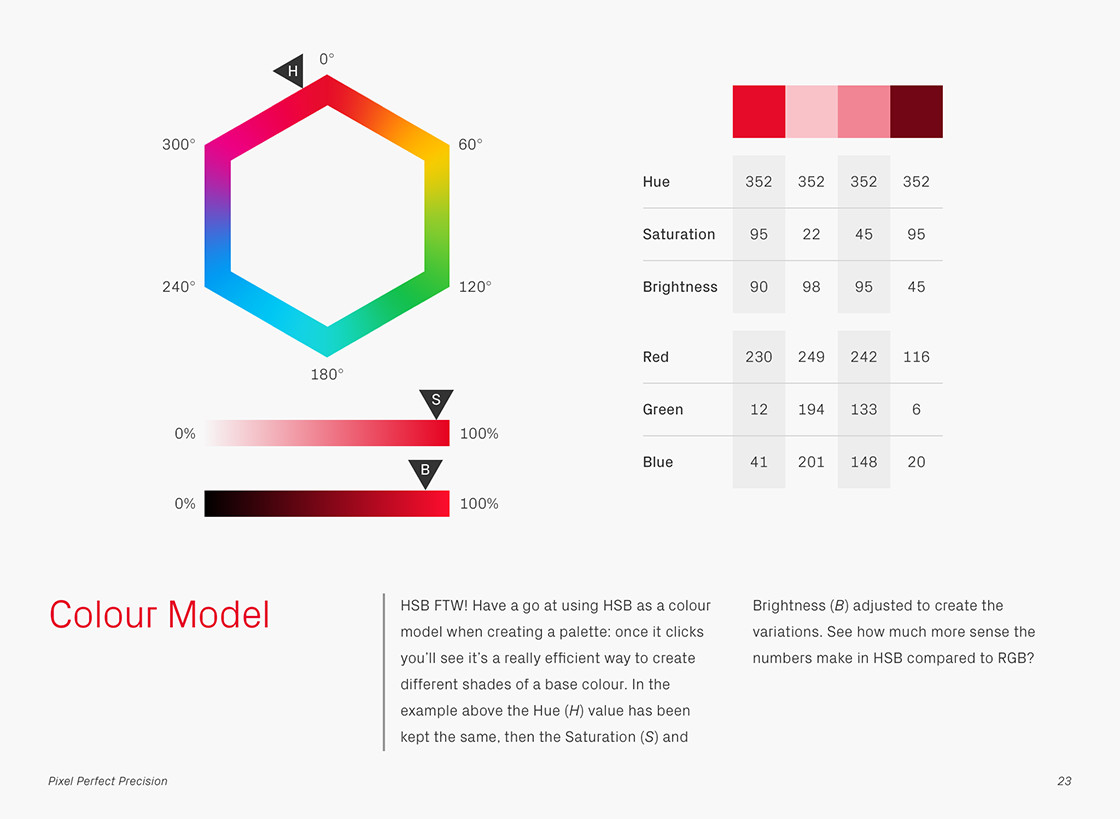 H
0°
300°
60°
240°
120°
180°
S
0%
100%
B
0%
100%
Hue 352 352 352 352
Saturation 95 22 45 95
Brightness 90 98 95 45
Red 230 249 242 116
Green 12 194 133 6
Blue 41 201 148 20
Colour Model
HSB FTW! Have a go at using HSB as a colour
model when creating a palette: once it clicks
you'll see it's a really efficient way to create
different shades of a base colour. In the
example above the Hue (H) value has been
kept the same, then the Saturation (S) and
Brightness (B) adjusted to create the
variations. See how much more sense the
numbers make in HSB compared to RGB?
Pixel Perfect Precision
23